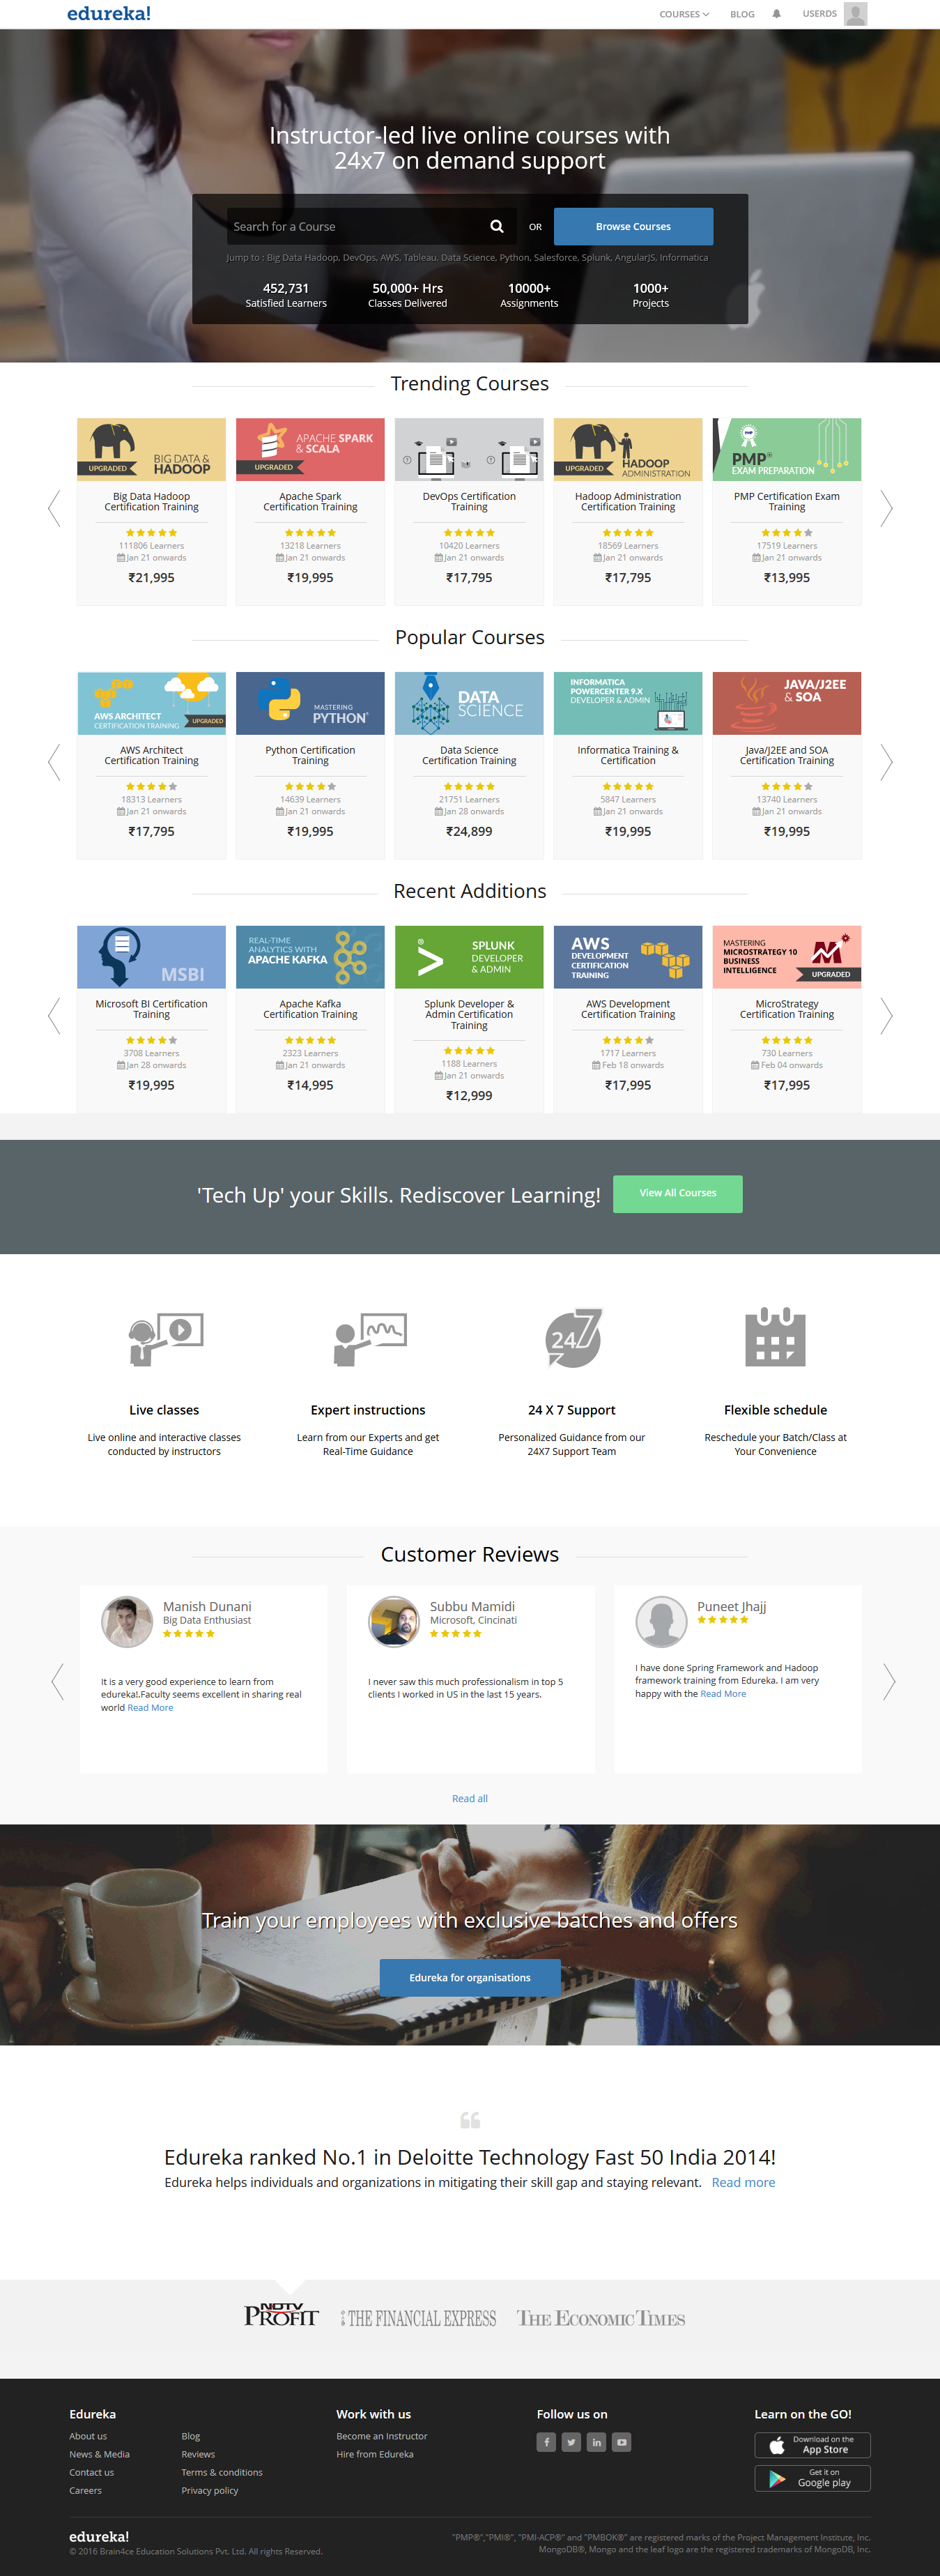 edureka!
COURSES
BLOG
USERDS
Instructor-led live online courses with
24x7 on demand support
Search for a Course
OR
Browse Courses
Jump to : Big Data Hadoop, DevOps, AWS, Tableau, Data Science, Python, Salesforce, Splunk, AngularJS, Informatica
452,731
Satisfied Learners
50,000+ Hrs
Classes Delivered
10000+
Assignments
1000+
Projects
Trending Courses
UPGRADED
BIG DATA &
HADOOP
Big Data Hadoop
Certification Training
111806 Learners
Jan 21 onwards
₹21,995
APACHE SPARK
& SCALA
UPGRADED
Apache Spark
Certification Training
13218 Learners
Jan 21 onwards
₹19,995
DevOps Certification
Training
10420 Learners
Jan 21 onwards
₹17,795
UPGRADED
HADOOP
ADMINISTRATION
Hadoop Administration
Certification Training
18569 Learners
Jan 21 onwards
₹17,795
PMP®
EXAM PREPARATION
PMP Certification Exam
Training
17519 Learners
Jan 21 onwards
₹13,995
Popular Courses
AWS ARCHITECT
CERTIFICATION TRAINING
UPGRADED
AWS Architect
Certification Training
18313 Learners
Jan 21 onwards
₹17,795
MASTERING
PYTHON®
Python Certification
Training
14639 Learners
Jan 21 onwards
₹19,995
DATA
SCIENCE
Data Science
Certification Training
21751 Learners
Jan 28 onwards
₹24,899
INFORMATICA
POWERCENTER 9.X
DEVELOPER & ADMIN
Informatica Training &
Certification
5847 Learners
Jan 21 onwards
₹19,995
JAVA/J2EE
& SOA
Java/J2EE and SOA
Certification Training
13740 Learners
Jan 21 onwards
₹19,995
Recent Additions
MSBI
Microsoft BI Certification
Training
3708 Learners
Jan 28 onwards
₹19,995
REAL-TIME
ANALYTICS WITH
APACHE KAFKA
Apache Kafka
Certification Training
2323 Learners
Jan 21 onwards
₹14,995
SPLUNK
DEVELOPER
& ADMIN
Splunk Developer &
Admin Certification
Training
1188 Learners
Jan 21 onwards
₹12,999
AWS
DEVELOPMENT
CERTIFICATION
TRAINING
AWS Development
Certification Training
1717 Learners
Feb 18 onwards
₹17,995
MASTERING
MICROSTRATEGY 10
BUSINESS
INTELLIGENCE
UPGRADED
MicroStrategy
Certification Training
730 Learners
Feb 04 onwards
₹17,995
'Tech Up' your Skills. Rediscover Learning!
View All Courses
24 7
Live classes
Live online and interactive classes
conducted by instructors
Expert instructions
Learn from our Experts and get
Real-Time Guidance
24 X 7 Support
Personalized Guidance from our
24X7 Support Team
Flexible schedule
Reschedule your Batch/Class at
Your Convenience
Customer Reviews
Manish Dunani
Big Data Enthusiast
It is a very good experience to learn from
edureka!.Faculty seems excellent in sharing real
world Read More
Subbu Mamidi
Microsoft, Cincinati
I never saw this much professionalism in top 5
clients I worked in US in the last 15 years.
Puneet Jhajj
I have done Spring Framework and Hadoop
framework training from Edureka. I am very
happy with the Read More
Read all
Train your employees with exclusive batches and offers
Edureka for organisations
Edureka ranked No.1 in Deloitte Technology Fast 50 India 2014!
Edureka helps individuals and organizations in mitigating their skill gap and staying relevant. Read more
NDTV
PROFIT
THE FINANCIAL EXPRESS
THE ECONOMIC TIMES
Edureka
About us
News & Media
Contact us
Careers
Blog
Reviews
Terms & conditions
Privacy policy
Work with us
Become an Instructor
Hire from Edureka
Follow us on
Learn on the GO!
Download on the
App Store
Get it on
Google play
edureka!
© 2016 Brain4ce Education Solutions Pvt. Ltd. All rights Reserved.
"PMP®","PMI®", "PMI-ACP®" and "PMBOK®" are registered marks of the Project Management Institute, Inc.
MongoDB®, Mongo and the leaf logo are the registered trademarks of MongoDB, Inc.